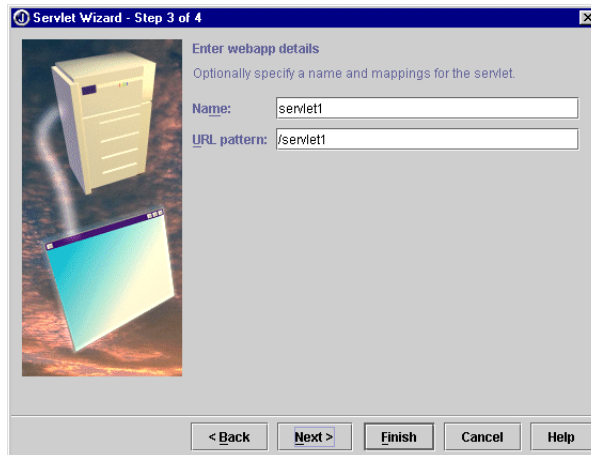 Servlet Wizard - Step 3 of 4
Enter webapp details
Optionally specify a name and mappings for the servlet.
Name: servlet1
URL pattern: /servlet1
< Back Next > Finish Cancel Help